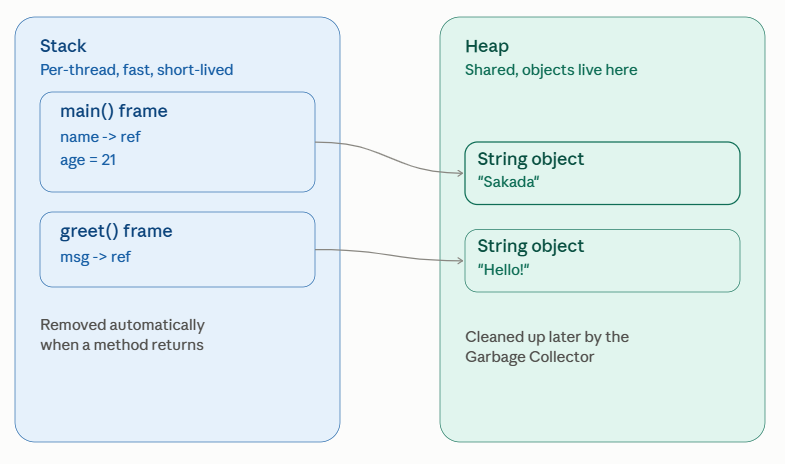 Stack
Per-thread, fast, short-lived
main() frame
name -> ref
age = 21
greet() frame
msg -> ref
Removed automatically
when a method returns
Heap
Shared, objects live here
String object
"Sakada"
String object
"Hello!"
Cleaned up later by the
Garbage Collector